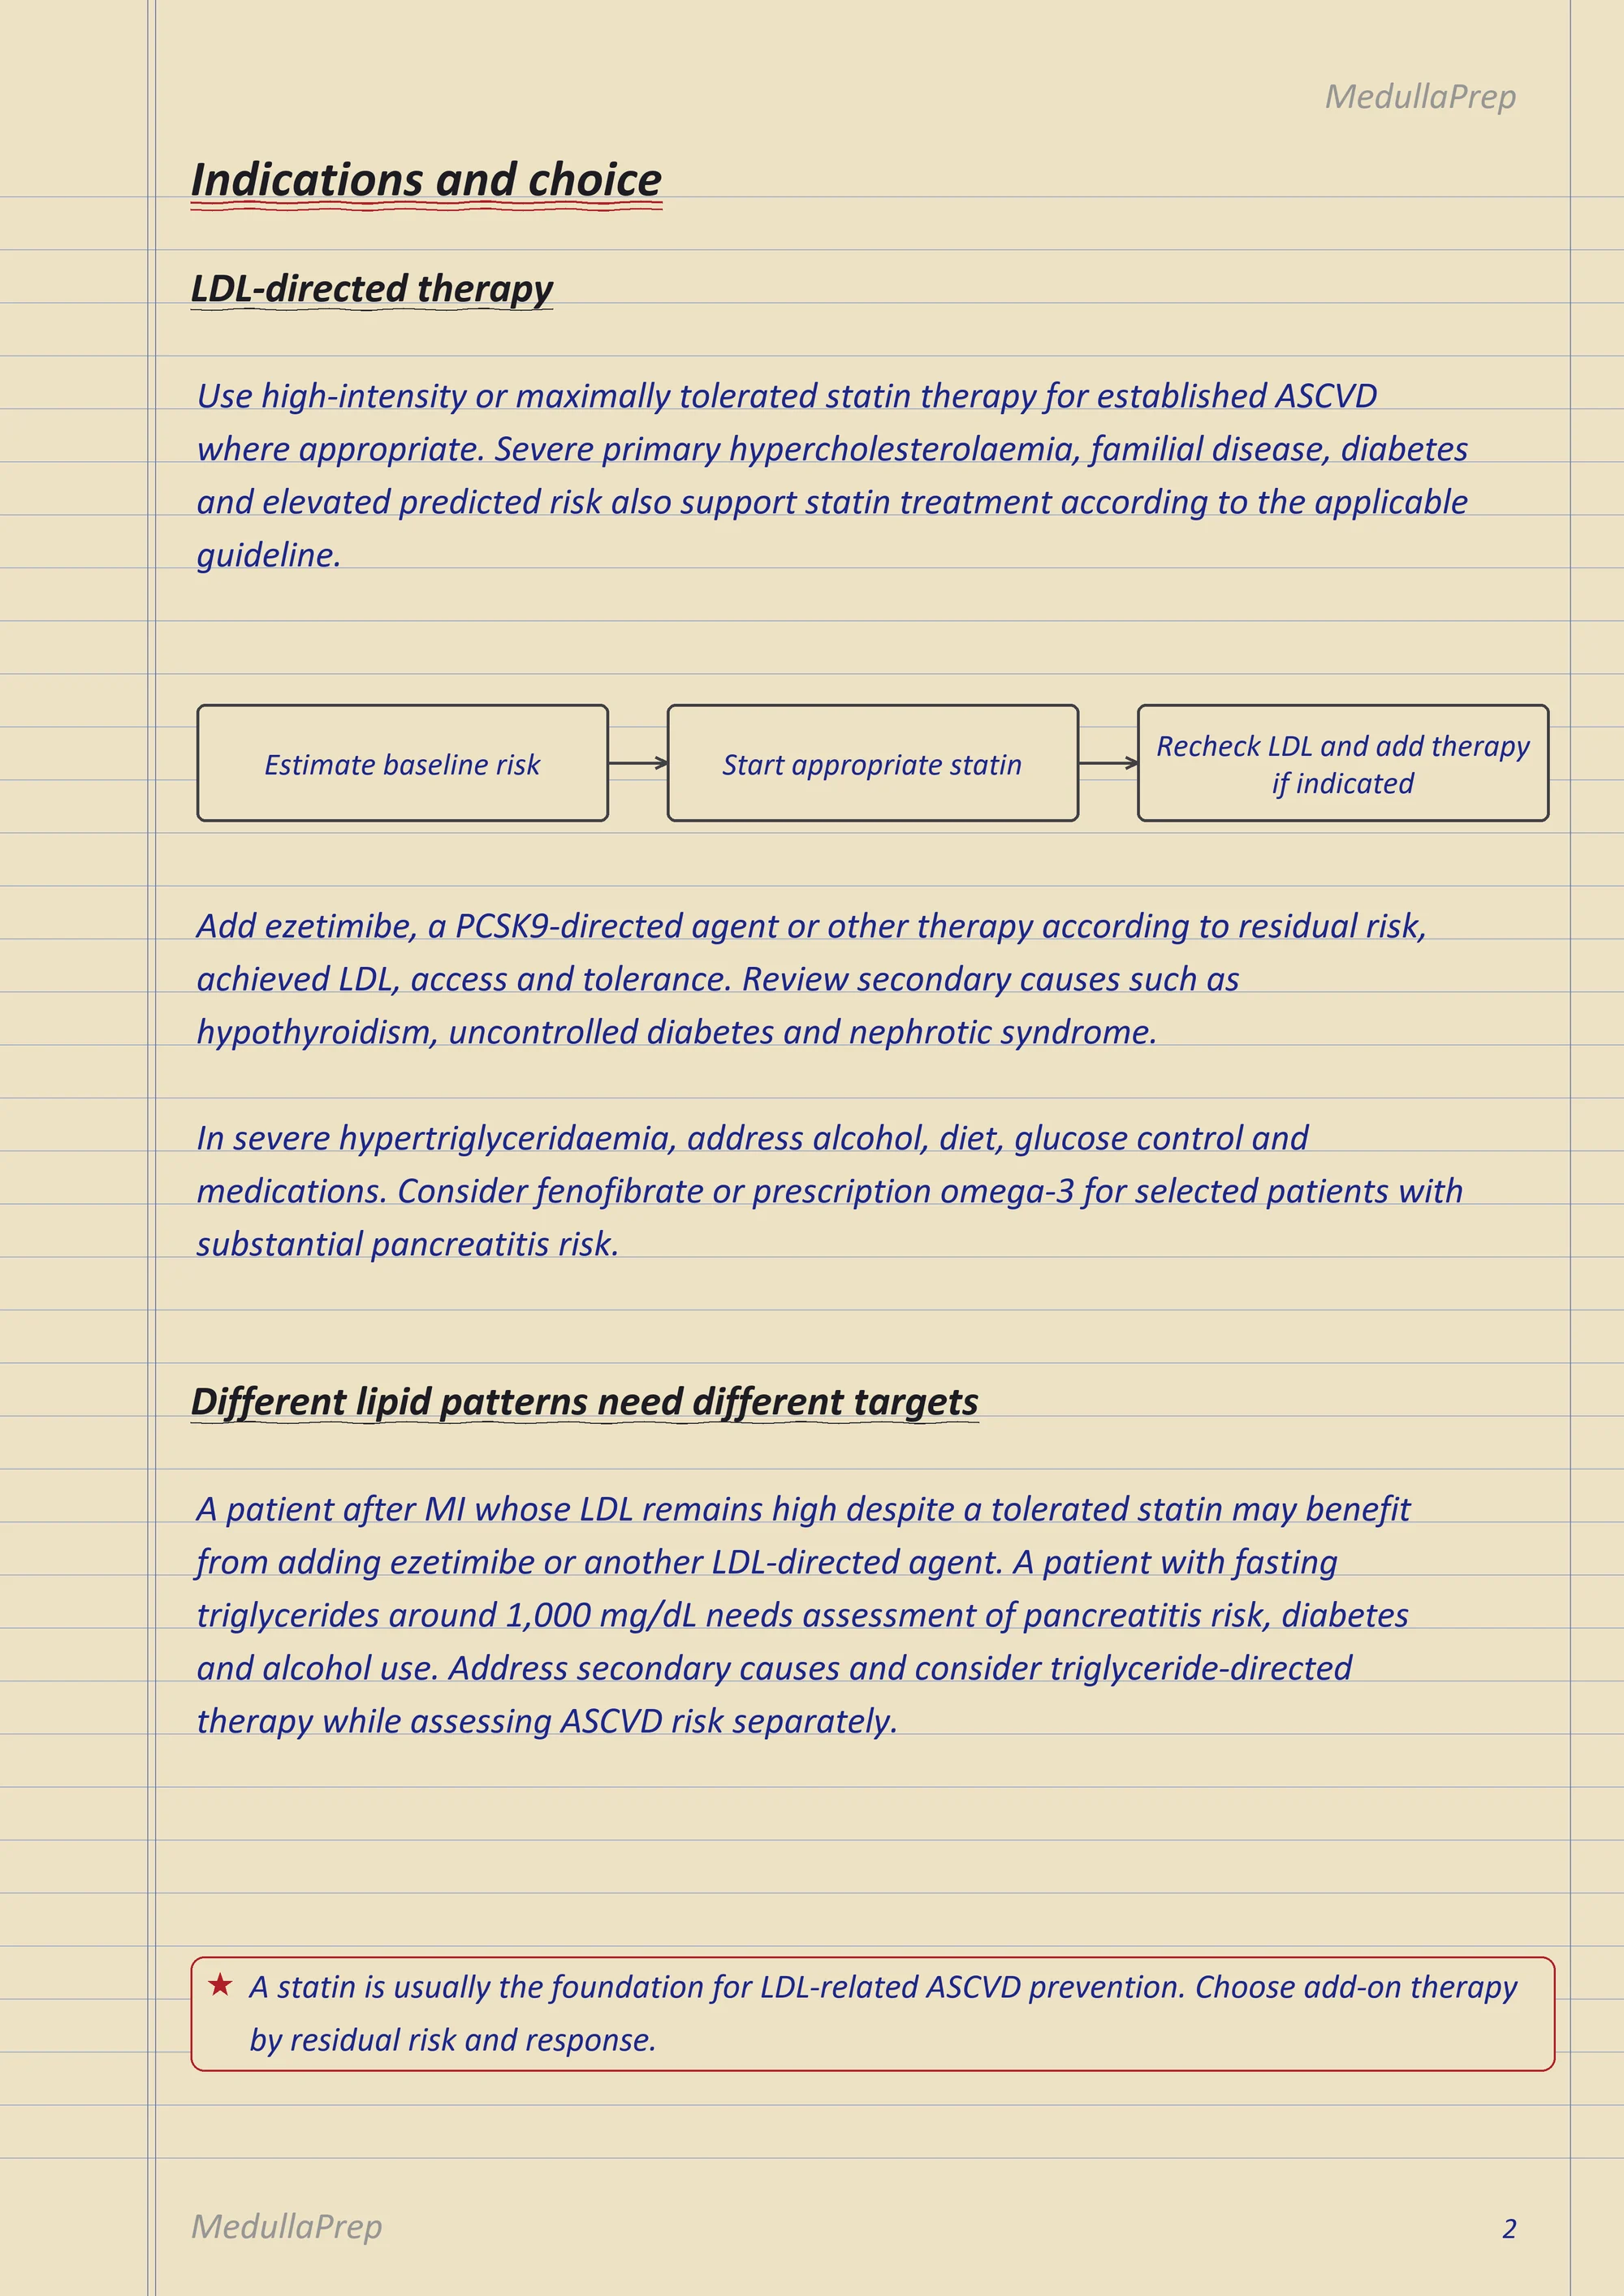 MedullaPrep
Indications and choice
LDL-directed therapy
Use high-intensity or maximally tolerated statin therapy for established ASCVD
where appropriate. Severe primary hypercholesterolaemia, familial disease, diabetes
and elevated predicted risk also support statin treatment according to the applicable
guideline.
Estimate baseline risk
Start appropriate statin
Recheck LDL and add therapy
if indicated
Add ezetimibe, a PCSK9-directed agent or other therapy according to residual risk,
achieved LDL, access and tolerance. Review secondary causes such as
hypothyroidism, uncontrolled diabetes and nephrotic syndrome.
In severe hypertriglyceridaemia, address alcohol, diet, glucose control and
medications. Consider fenofibrate or prescription omega-3 for selected patients with
substantial pancreatitis risk.
Different lipid patterns need different targets
A patient after MI whose LDL remains high despite a tolerated statin may benefit
from adding ezetimibe or another LDL-directed agent. A patient with fasting
triglycerides around 1,000 mg/dL needs assessment of pancreatitis risk, diabetes
and alcohol use. Address secondary causes and consider triglyceride-directed
therapy while assessing ASCVD risk separately.
★ A statin is usually the foundation for LDL-related ASCVD prevention. Choose add-on therapy
by residual risk and response.
MedullaPrep
2